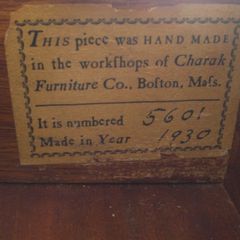 THIS piece was HAND MADE
in the workſhops of Charak
Furniture Co., Boſton, Maſs.
It is numbered 5601
Made in Year 1930